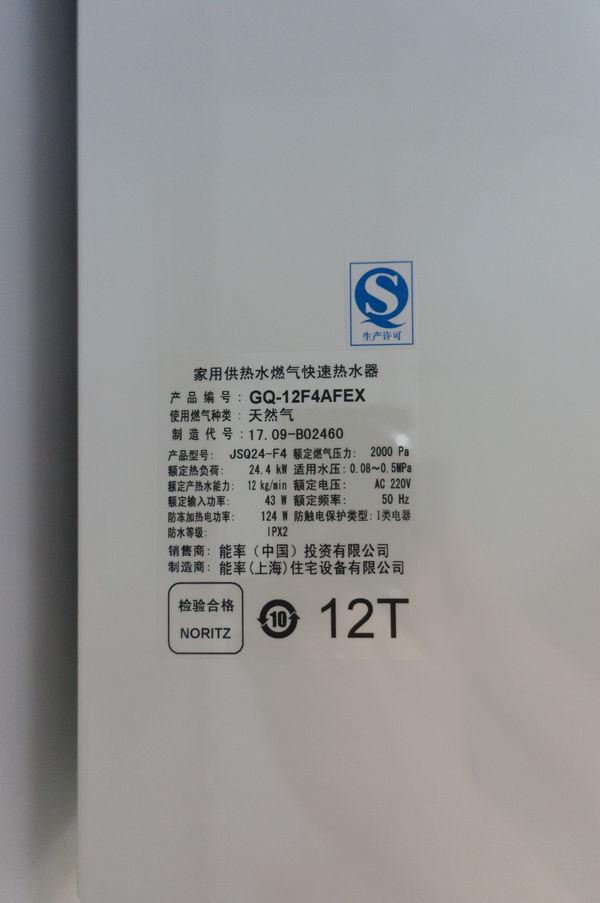 生产许可
家用供热水燃气快速热水器
产品编号：GQ-12F4AFEX
使用燃气种类：天然气
制造代号：17.09-B02460
产品型号： JSQ24-F4 额定燃气压力： 2000 Pa
额定热负荷： 24.4 kW 适用水压：0.08～0.5MPa
额定产热水能力： 12 kg/min 额定电压： AC 220V
额定输入功率： 43 W 额定频率： 50 Hz
防冻加热电功率： 124 W 防触电保护类型：I类电器
防水等级： IPX2
销售商：能率（中国）投资有限公司
制造商：能率(上海)住宅设备有限公司
检验合格
NORITZ
10
12T